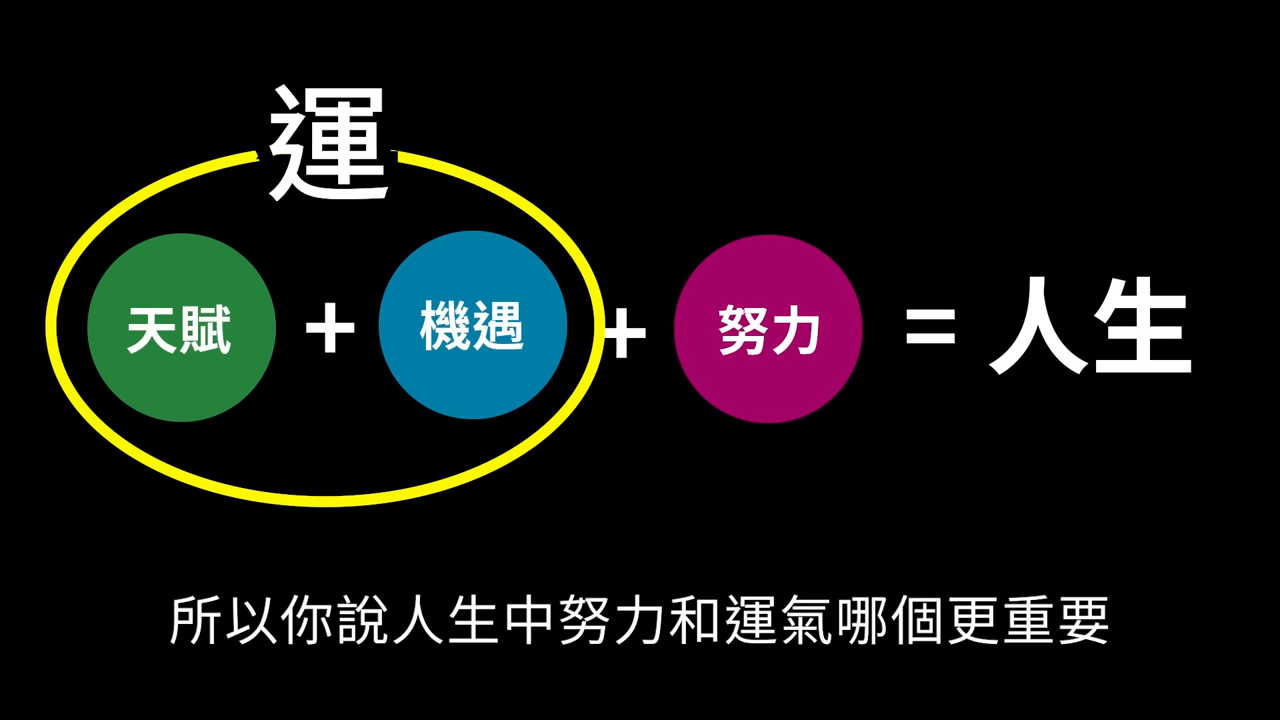 運
天賦 + 機遇 + 努力 = 人生
所以你說人生中努力和運氣哪個更重要